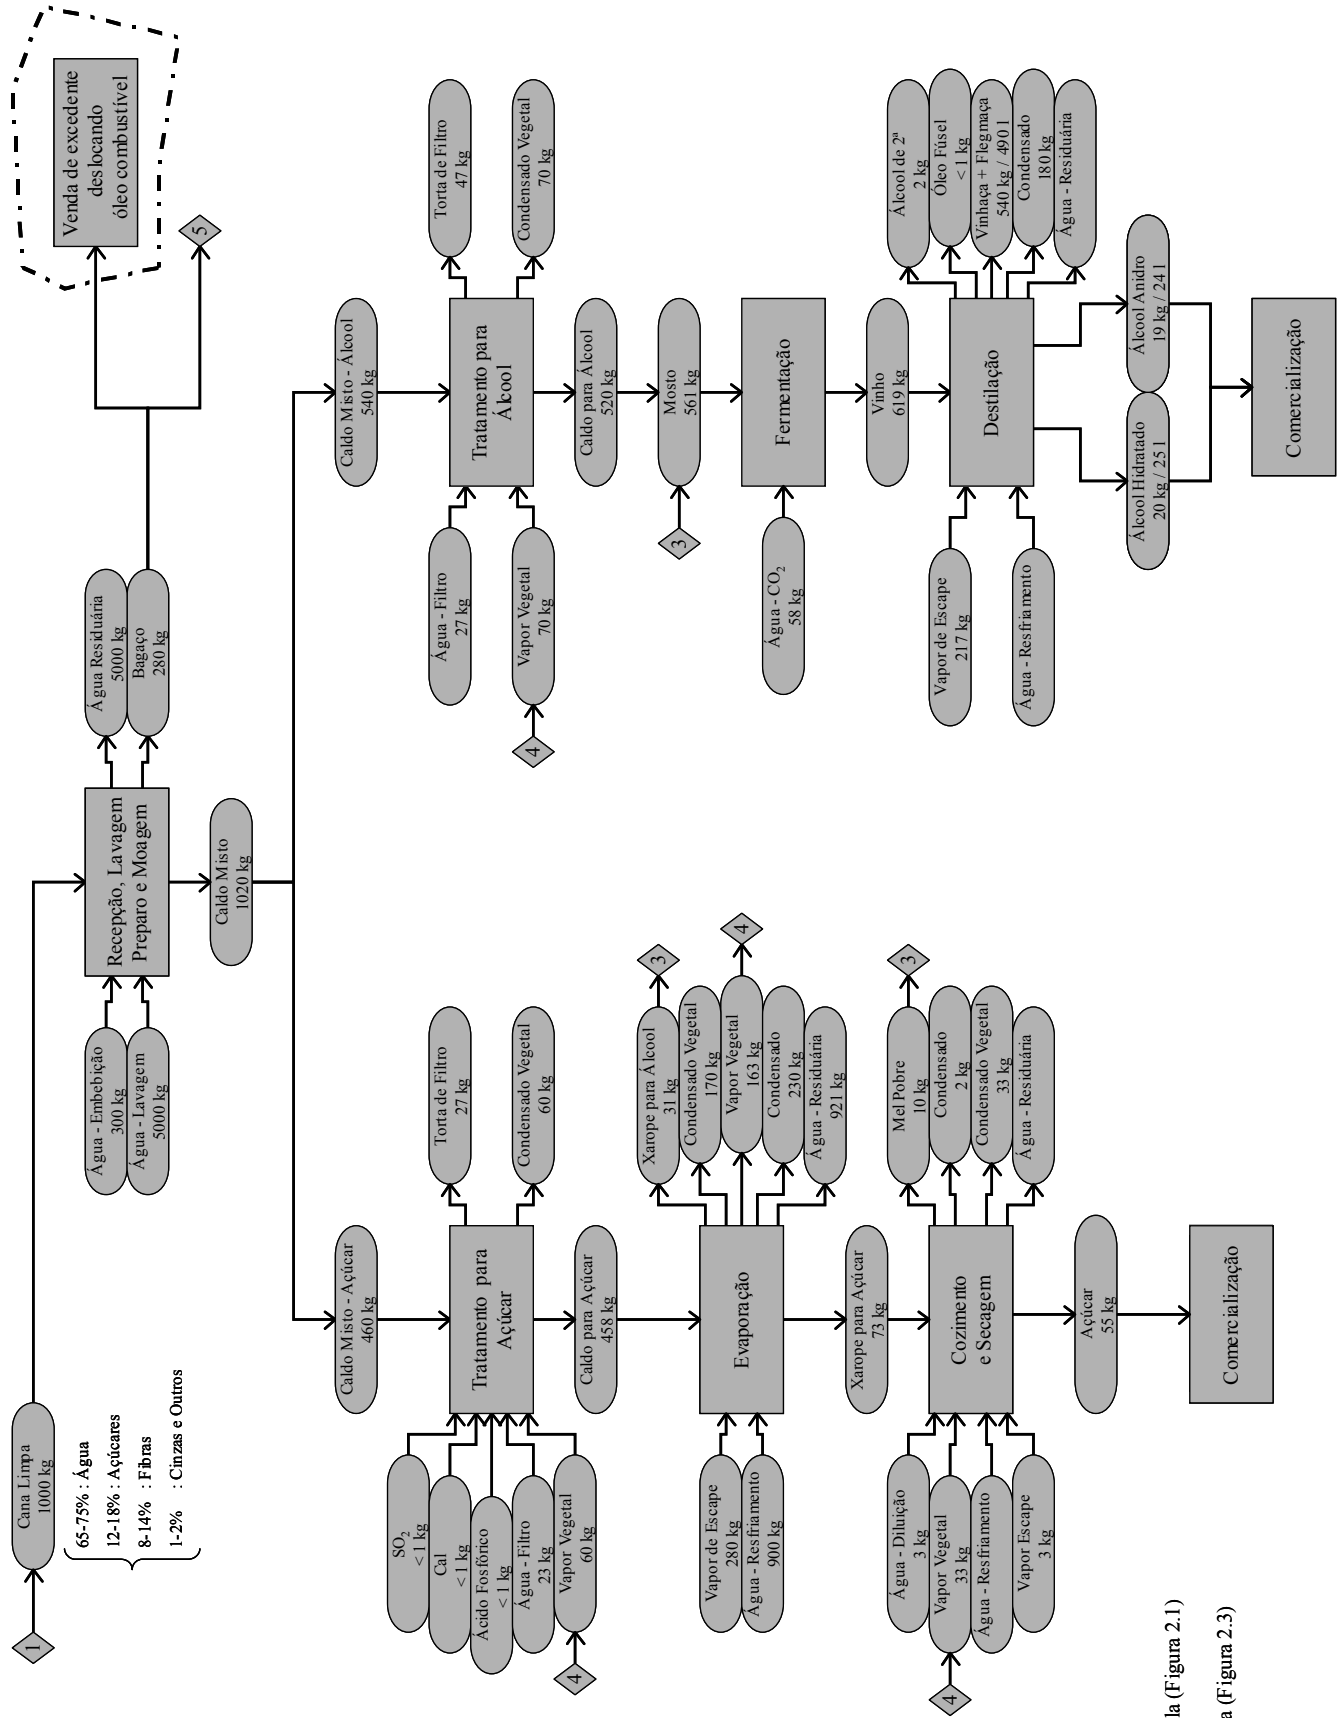 1
Cana Limpa
1000 kg
65-75% : Água
12-18% : Açúcares
8-14% : Fibras
1-2% : Cinzas e Outros
Água - Embebição
300 kg
Água - Lavagem
5000 kg
Recepção, Lavagem
Preparo e Moagem
Água Residuária
5000 kg
Bagaço
280 kg
Venda de excedente
deslocando
óleo combustível
5
Caldo Misto
1020 kg
Caldo Misto - Açúcar
460 kg
SO2
< 1 kg
Cal
< 1 kg
Ácido Fosfórico
< 1 kg
Água - Filtro
23 kg
Vapor Vegetal
60 kg
4
Tratamento para
Açúcar
Torta de Filtro
27 kg
Condensado Vegetal
60 kg
Caldo para Açúcar
458 kg
Vapor de Escape
280 kg
Água - Resfriamento
900 kg
Evaporação
Xarope para Álcool
31 kg
3
Condensado Vegetal
170 kg
Vapor Vegetal
163 kg
4
Condensado
230 kg
Água - Residuária
921 kg
Xarope para Açúcar
73 kg
Água - Diluição
3 kg
Vapor Vegetal
33 kg
4
Água - Resfriamento
Vapor Escape
3 kg
Cozimento
e Secagem
Mel Pobre
10 kg
3
Condensado
2 kg
Condensado Vegetal
33 kg
Água - Residuária
Açúcar
55 kg
Comercialização
Caldo Misto - Álcool
540 kg
Água - Filtro
27 kg
Vapor Vegetal
70 kg
4
Tratamento para
Álcool
Torta de Filtro
47 kg
Condensado Vegetal
70 kg
Caldo para Álcool
520 kg
Mosto
561 kg
3
Água - CO2
58 kg
Fermentação
Vinho
619 kg
Vapor de Escape
217 kg
Água - Resfriamento
Destilação
Álcool de 2ª
2 kg
Óleo Fúsel
< 1 kg
Vinhaça + Flegmaça
540 kg / 490 l
Condensado
180 kg
Água - Residuária
Álcool Hidratado
20 kg / 25 l
Álcool Anidro
19 kg / 24 l
Comercialização
la (Figura 2.1)
a (Figura 2.3)